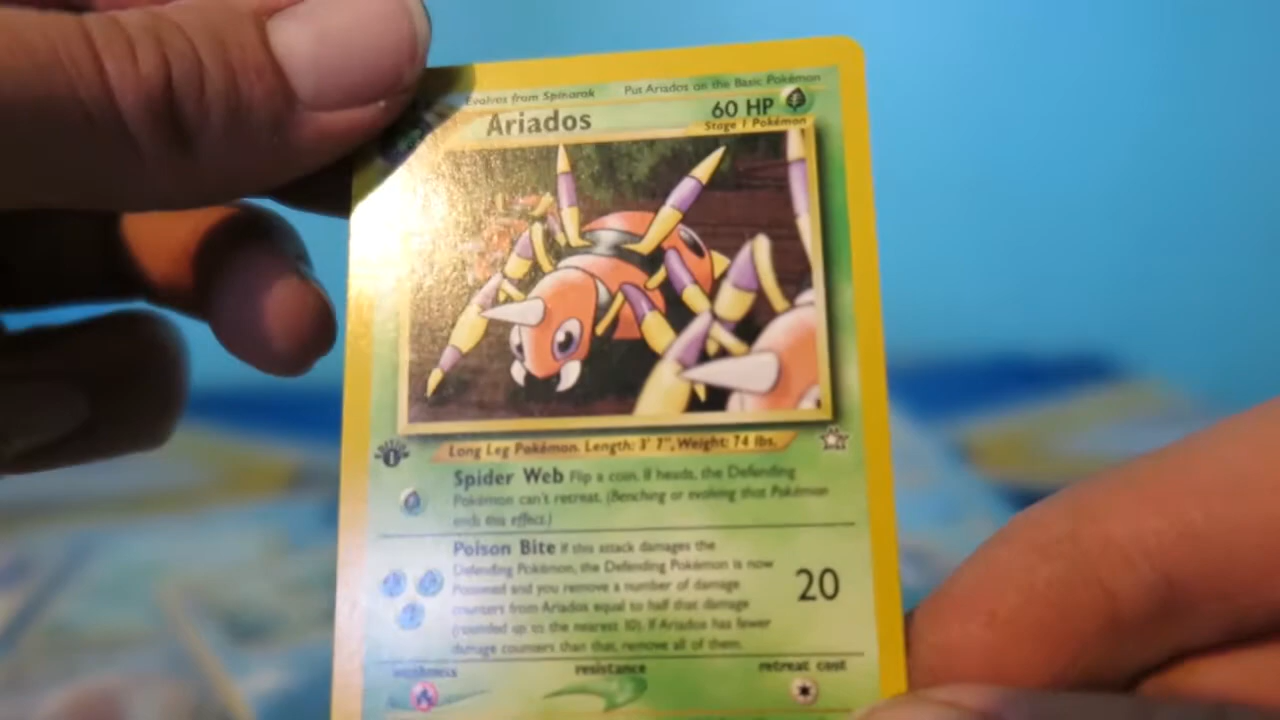 Evolves from Spinarak Put Ariados on the Basic Pokémon
Ariados 60 HP
Stage 1 Pokémon
Long Leg Pokémon. Length: 3' 7", Weight: 74 lbs.
1
Spider Web Flip a coin. If heads, the Defending
Pokémon can't retreat. (Benching or evolving that Pokémon
ends this effect.)
Poison Bite If this attack damages the
Defending Pokémon, the Defending Pokémon is now
Poisoned and you remove a number of damage
counters from Ariados equal to half that damage
(rounded up to the nearest 10). If Ariados has fewer
damage counters than that, remove all of them.
20
weakness resistance retreat cost